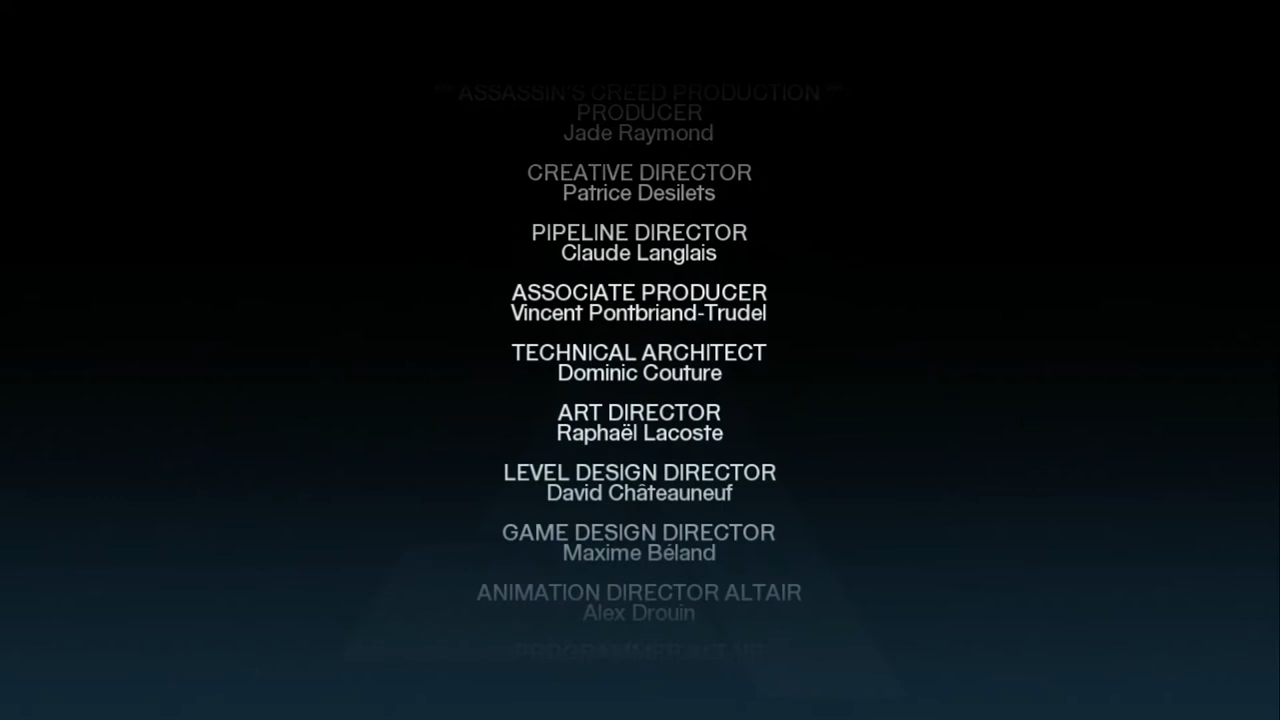 " ASSASSIN'S CREED PRODUCTION "
PRODUCER
Jade Raymond
CREATIVE DIRECTOR
Patrice Desilets
PIPELINE DIRECTOR
Claude Langlais
ASSOCIATE PRODUCER
Vincent Pontbriand-Trudel
TECHNICAL ARCHITECT
Dominic Couture
ART DIRECTOR
Raphaël Lacoste
LEVEL DESIGN DIRECTOR
David Châteauneuf
GAME DESIGN DIRECTOR
Maxime Béland
ANIMATION DIRECTOR ALTAIR
Alex Drouin
PROGRAMMER ALTAIR